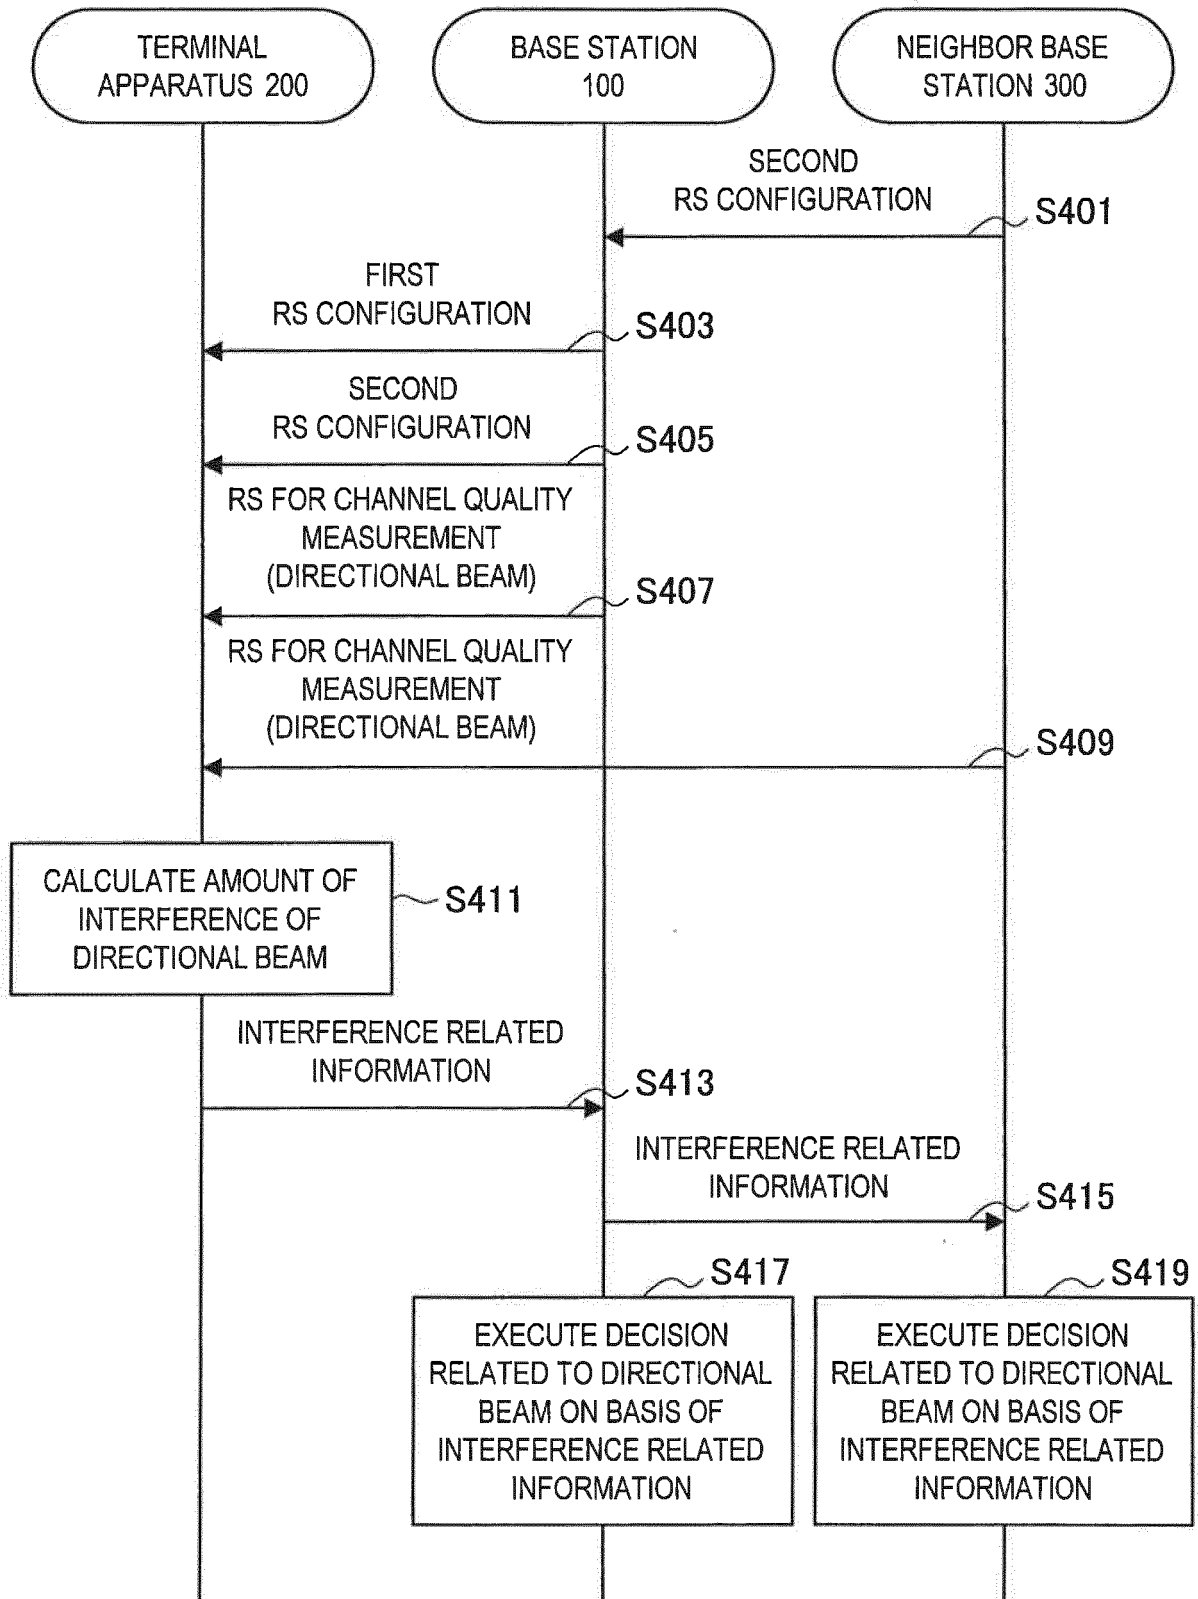 TERMINAL
APPARATUS 200
BASE STATION
100
NEIGHBOR BASE
STATION 300
SECOND
RS CONFIGURATION
S401
FIRST
RS CONFIGURATION
S403
SECOND
RS CONFIGURATION
S405
RS FOR CHANNEL QUALITY
MEASUREMENT
(DIRECTIONAL BEAM)
S407
RS FOR CHANNEL QUALITY
MEASUREMENT
(DIRECTIONAL BEAM)
S409
CALCULATE AMOUNT OF
INTERFERENCE OF
DIRECTIONAL BEAM
S411
INTERFERENCE RELATED
INFORMATION
S413
INTERFERENCE RELATED
INFORMATION
S415
S417
EXECUTE DECISION
RELATED TO DIRECTIONAL
BEAM ON BASIS OF
INTERFERENCE RELATED
INFORMATION
S419
EXECUTE DECISION
RELATED TO DIRECTIONAL
BEAM ON BASIS OF
INTERFERENCE RELATED
INFORMATION